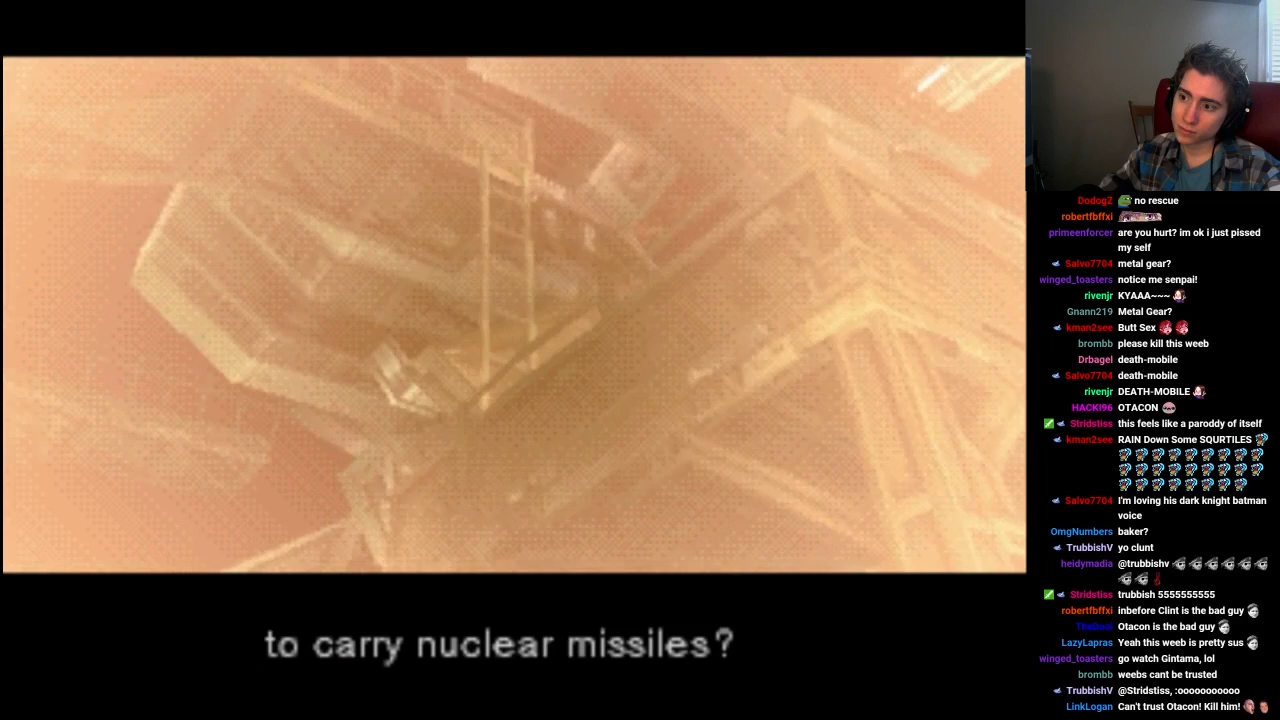 to carry nuclear missiles?
DodogZ no rescue
robertfbffxi
primeenforcer are you hurt? im ok i just pissed
my self
Salvo7704 metal gear?
winged_toasters notice me senpai!
rivenjr KYAAA~~~
Gnann219 Metal Gear?
kman2see Butt Sex
brombb please kill this weeb
Drbagel death-mobile
Salvo7704 death-mobile
rivenjr DEATH-MOBILE
HACKI96 OTACON
Stridstiss this feels like a paroddy of itself
kman2see RAIN Down Some SQURTILES
Salvo7704 I'm loving his dark knight batman
voice
OmgNumbers baker?
TrubbishV yo clunt
heidymadia @trubbishv
Stridstiss trubbish 5555555555
robertfbffxi inbefore Clint is the bad guy
Otacon is the bad guy
LazyLapras Yeah this weeb is pretty sus
winged_toasters go watch Gintama, lol
brombb weebs cant be trusted
TrubbishV @Stridstiss, :ooooooooooo
LinkLogan Can't trust Otacon! Kill him!